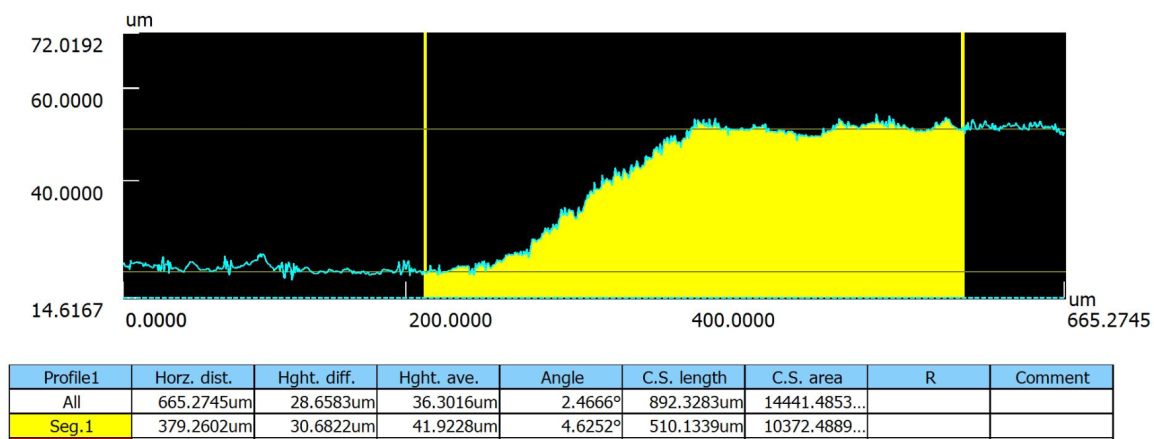 um
72.0192
60.0000
40.0000
14.6167
um
0.0000 200.0000 400.0000 665.2745
Profile1 Horz. dist. Hght. diff. Hght. ave. Angle C.S. length C.S. area R Comment
All 665.2745um 28.6583um 36.3016um 2.4666° 892.3283um 14441.4853...
Seg.1 379.2602um 30.6822um 41.9228um 4.6252° 510.1339um 10372.4889...